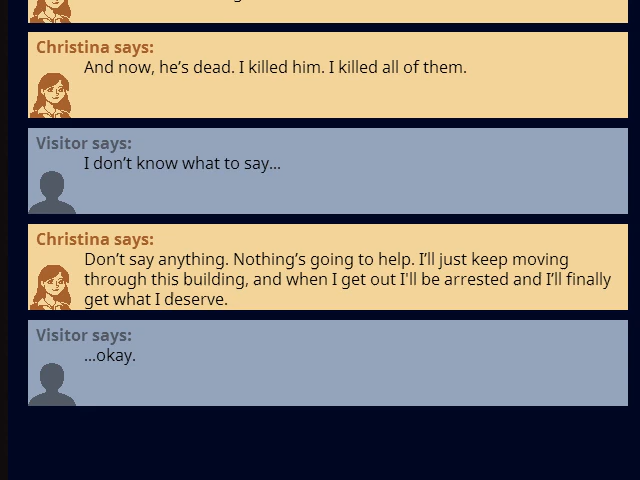 Christina says:
And now, he’s dead. I killed him. I killed all of them.
Visitor says:
I don’t know what to say...
Christina says:
Don’t say anything. Nothing’s going to help. I’ll just keep moving
through this building, and when I get out I'll be arrested and I’ll finally
get what I deserve.
Visitor says:
...okay.